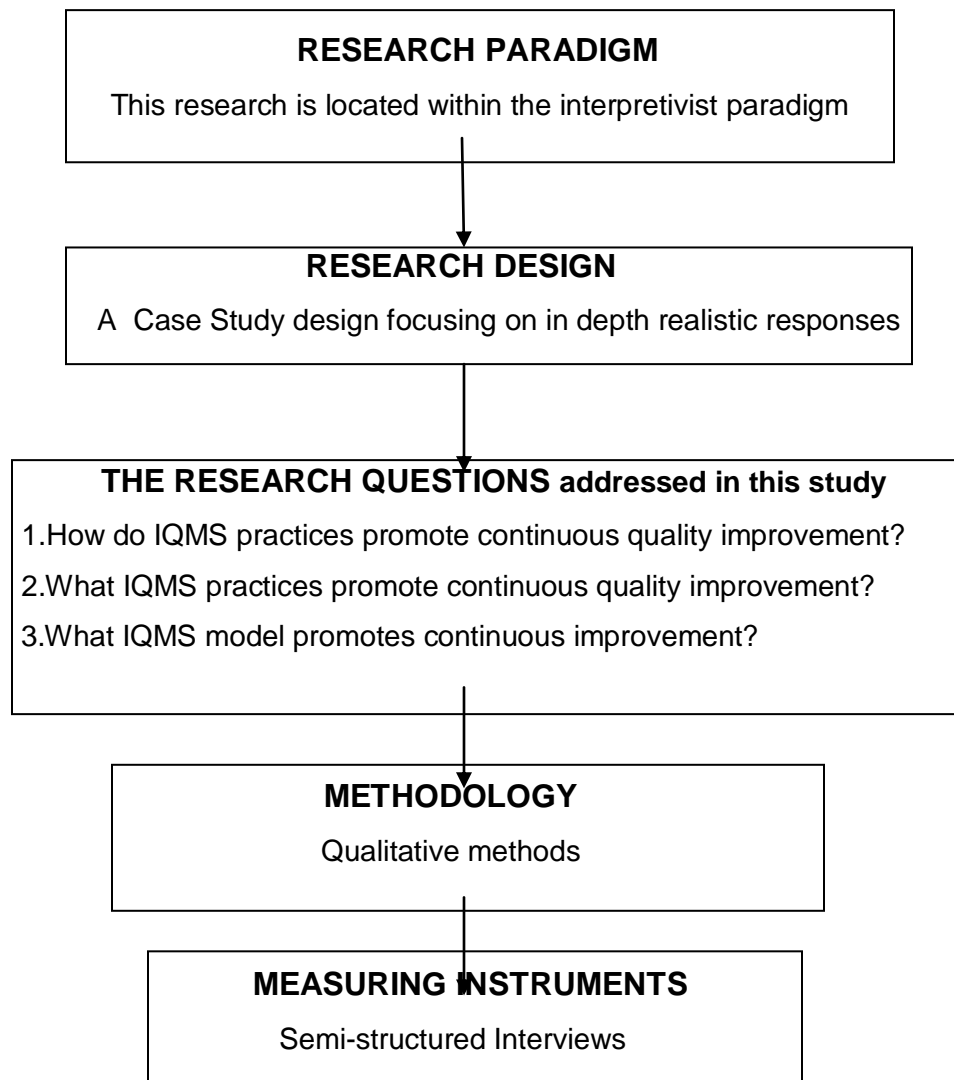 RESEARCH PARADIGM
This research is located within the interpretivist paradigm
RESEARCH DESIGN
A Case Study design focusing on in depth realistic responses
THE RESEARCH QUESTIONS addressed in this study
1.How do IQMS practices promote continuous quality improvement?
2.What IQMS practices promote continuous quality improvement?
3.What IQMS model promotes continuous improvement?
METHODOLOGY
Qualitative methods
MEASURING INSTRUMENTS
Semi-structured Interviews